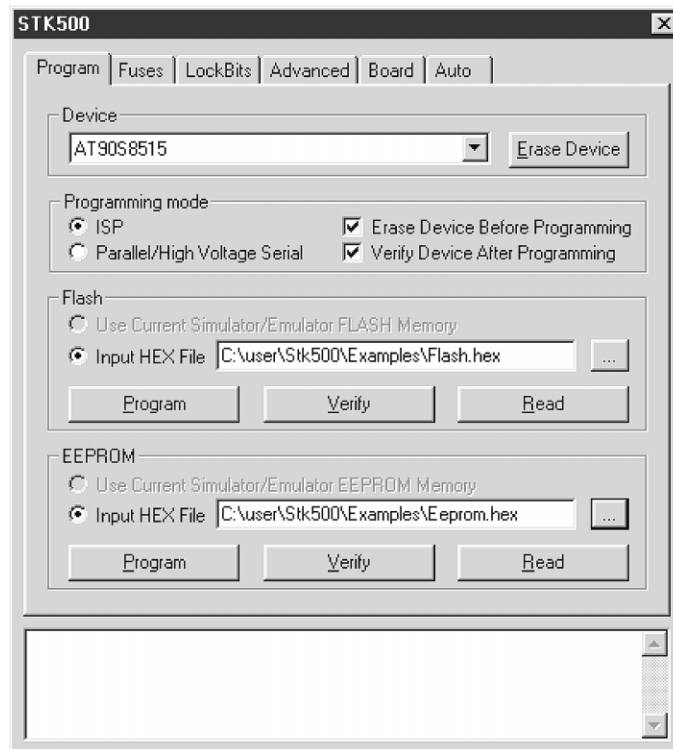 STK500
Program Fuses LockBits Advanced Board Auto
Device
AT90S8515 Erase Device
Programming mode
ISP Erase Device Before Programming
Parallel/High Voltage Serial Verify Device After Programming
Flash
Use Current Simulator/Emulator FLASH Memory
Input HEX File C:\user\Stk500\Examples\Flash.hex ...
Program Verify Read
EEPROM
Use Current Simulator/Emulator EEPROM Memory
Input HEX File C:\user\Stk500\Examples\Eeprom.hex ...
Program Verify Read